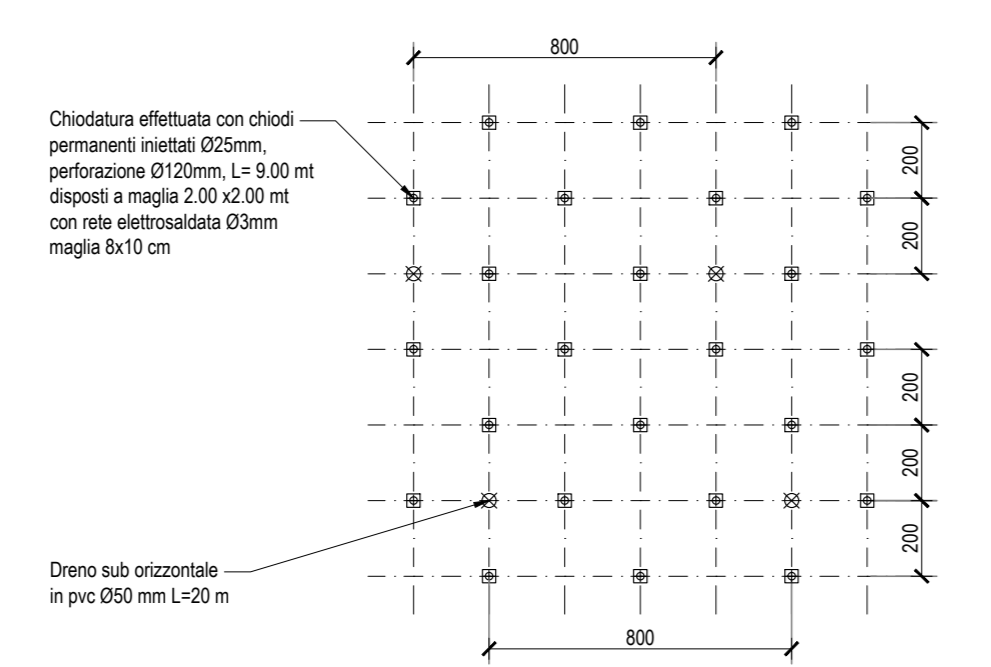 800
Chiodatura effettuata con chiodi
permanenti iniettati Ø25mm,
perforazione Ø120mm, L= 9.00 mt
disposti a maglia 2.00 x2.00 mt
con rete elettrosaldata Ø3mm
maglia 8x10 cm
200
200
200
200
200
Dreno sub orizzontale
in pvc Ø50 mm L=20 m
800